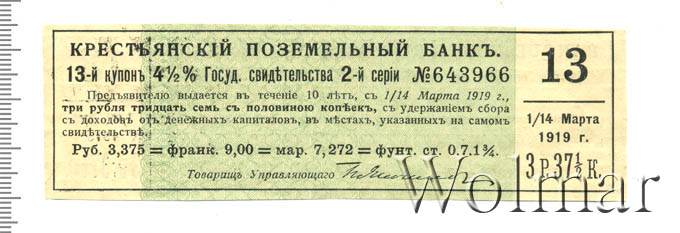 КРЕСТЬЯНСКІЙ ПОЗЕМЕЛЬНЫЙ БАНКЪ.
13-й купонъ 4½% Госуд. свидѣтельства 2-й серіи №643966
Предъявителю выдается въ теченіе 10 лѣтъ, съ 1/14 Марта 1919 г.,
три рубля тридцать семь съ половиною копѣекъ, съ удержаніемъ сбора
съ доходовъ отъ денежныхъ капиталовъ, въ мѣстахъ, указанныхъ на самомъ
свидѣтельствѣ.
Руб. 3,375 = франк. 9,00 = мар. 7,272 = фунт. ст. 0.7.1¾.
Товарищъ Управляющаго
13
1/14 Марта
1919 г.
3 Р. 37½ К.
Wolmar